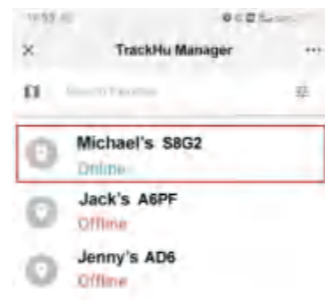 TrackHu Manager
Michael's S8G2
Online
Jack's A6PF
Offline
Jenny's AD6
Offline